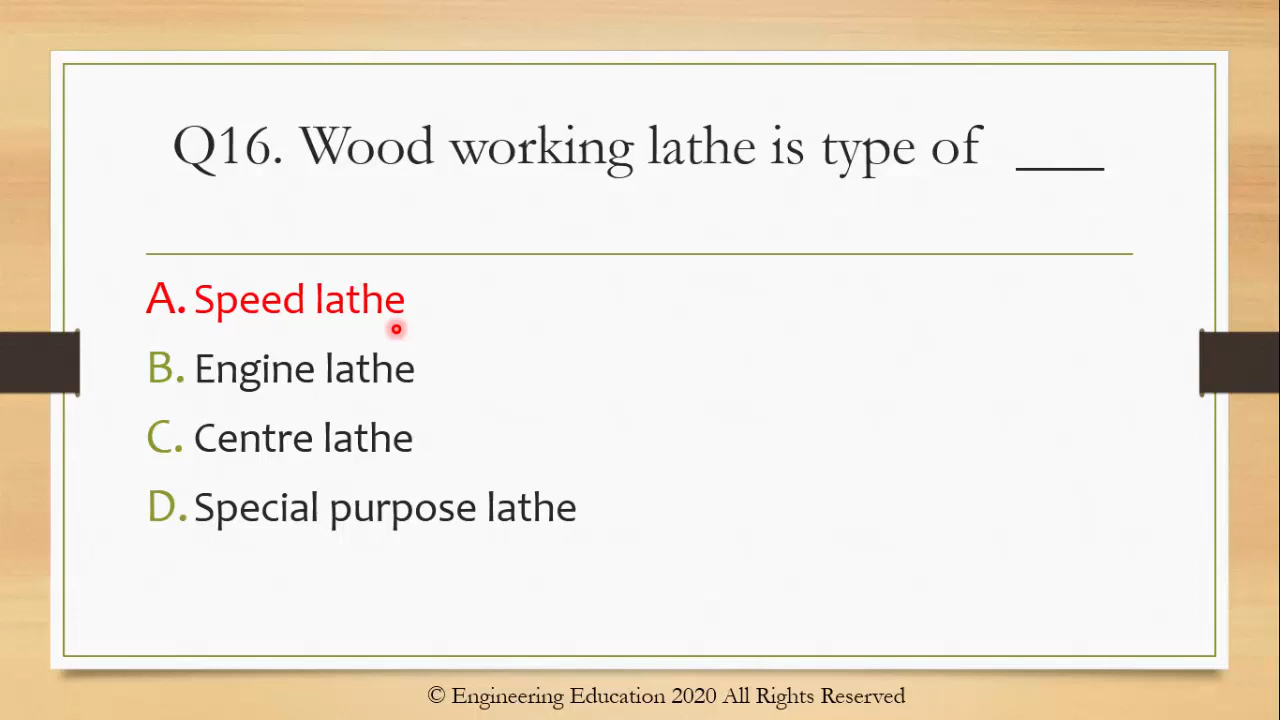 Q16. Wood working lathe is type of ___
A. Speed lathe
B. Engine lathe
C. Centre lathe
D. Special purpose lathe
© Engineering Education 2020 All Rights Reserved